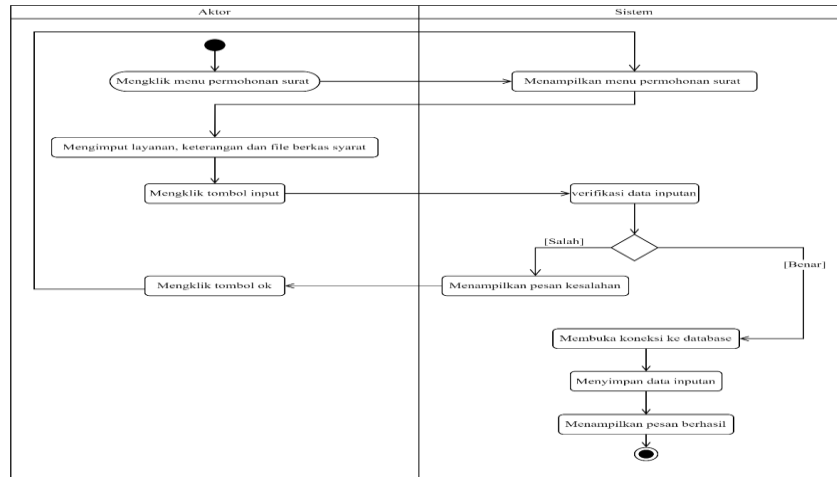 Aktor
Sistem
Mengklik menu permohonan surat
Menampilkan menu permohonan surat
Mengimput layanan, keterangan dan file berkas syarat
Mengklik tombol input
verifikasi data inputan
[Salah]
[Benar]
Mengklik tombol ok
Menampilkan pesan kesalahan
Membuka koneksi ke database
Menyimpan data inputan
Menampilkan pesan berhasil